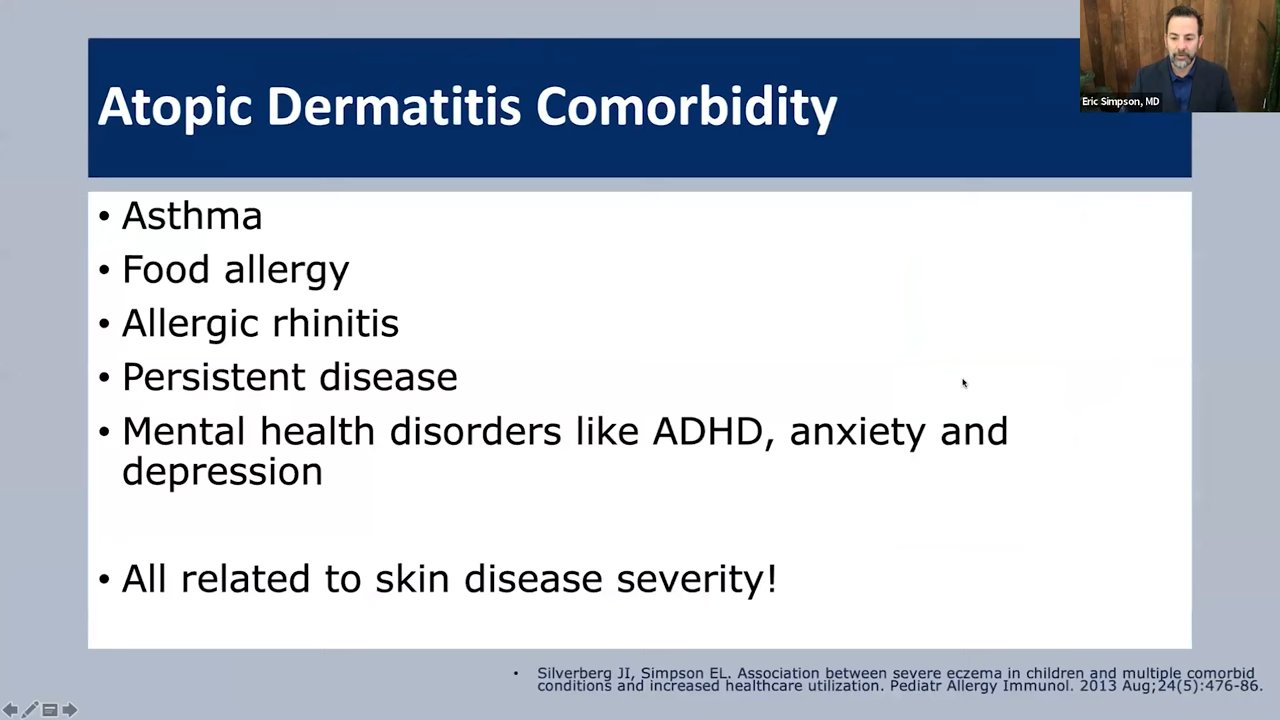 Atopic Dermatitis Comorbidity
Eric Simpson, MD
• Asthma
• Food allergy
• Allergic rhinitis
• Persistent disease
• Mental health disorders like ADHD, anxiety and
depression
• All related to skin disease severity!
• Silverberg JI, Simpson EL. Association between severe eczema in children and multiple comorbid
conditions and increased healthcare utilization. Pediatr Allergy Immunol. 2013 Aug;24(5):476-86.